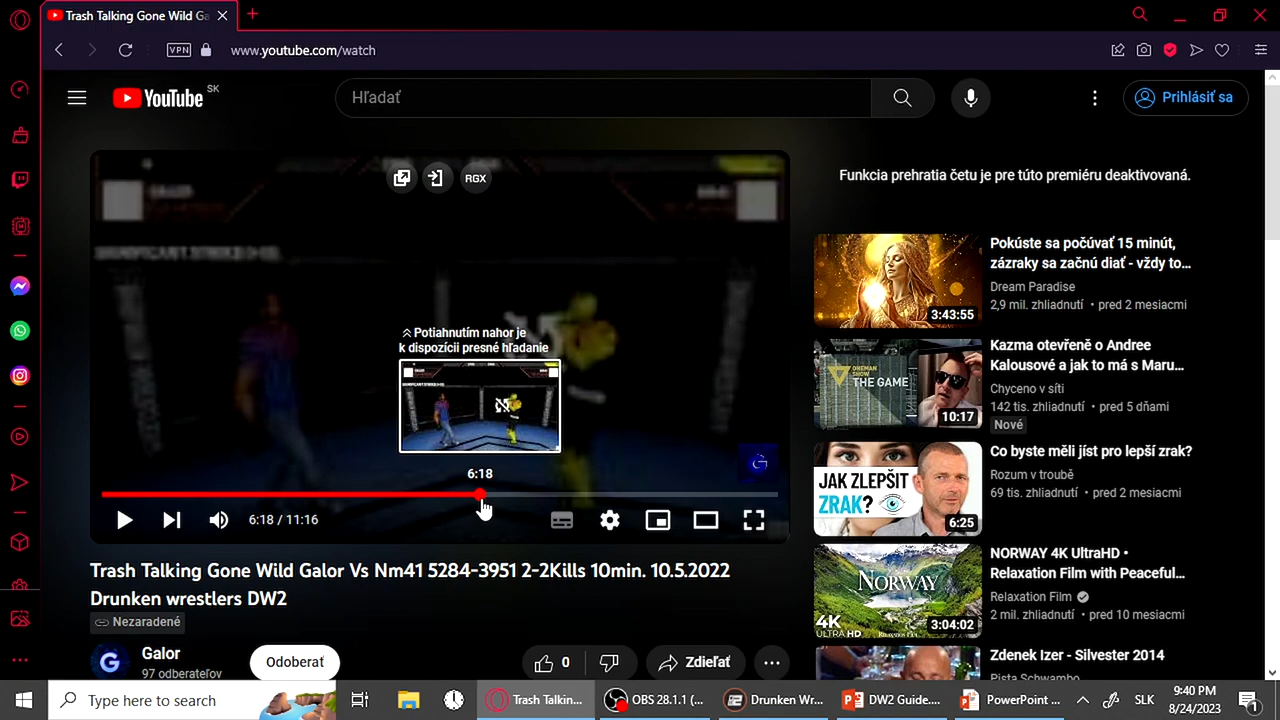 Trash Talking Gone Wild Ga
VPN
www.youtube.com/watch
YouTube SK
Hľadať
Prihlásiť sa
RGX
Funkcia prehratia četu je pre túto premiéru deaktivovaná.
Potiahnutím nahor je
k dispozícii presné hľadanie
6:18
6:18 / 11:16
Trash Talking Gone Wild Galor Vs Nm41 5284-3951 2-2Kills 10min. 10.5.2022
Drunken wrestlers DW2
Nezaradené
G
Galor
97 odberateľov
Odoberať
0
Zdieľať
3:43:55
Pokúste sa počúvať 15 minút,
zázraky sa začnú diať - vždy to...
Dream Paradise
2,9 mil. zhliadnutí • pred 2 mesiacmi
ONEMAN SHOW
THE GAME
10:17
Kazma otevřeně o Andree
Kalousové a jak to má s Maru...
Chyceno v síti
142 tis. zhliadnutí • pred 5 dňami
Nové
JAK ZLEPŠIT
ZRAK?
6:25
Co byste měli jíst pro lepší zrak?
Rozum v troubě
69 tis. zhliadnutí • pred 2 mesiacmi
NORWAY
4K
ULTRA HD
3:04:02
NORWAY 4K UltraHD •
Relaxation Film with Peaceful...
Relaxation Film
2 mil. zhliadnutí • pred 10 mesiacmi
Zdenek Izer - Silvester 2014
Pista Schwambo
Type here to search
Trash Talkin...
OBS 28.1.1 (...
Drunken Wr...
DW2 Guide....
PowerPoint ...
SLK
9:40 PM
8/24/2023
1